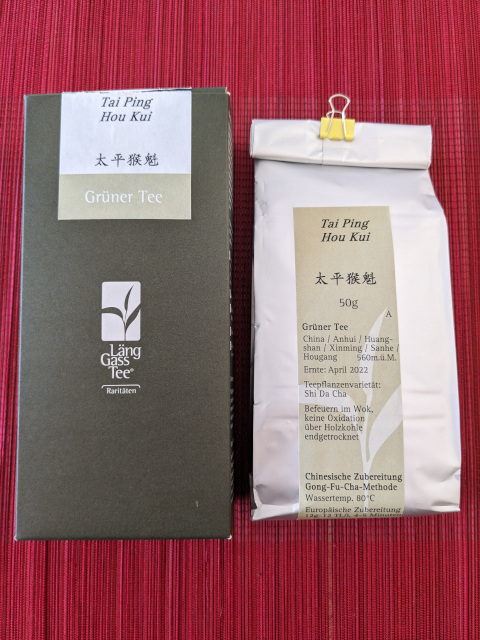 Tai Ping
Hou Kui
太平猴魁
Grüner Tee
Läng
Gass
Tee®
Raritäten
Tai Ping
Hou Kui
太平猴魁
50g
A
Grüner Tee
China / Anhui / Huang-
shan / Xinming / Sanhe /
Hougang 560m.ü.M.
Ernte: April 2022
Teepflanzenvarietät:
Shi Da Cha
Befeuern im Wok,
keine Oxidation
über Holzkohle
endgetrocknet
Chinesische Zubereitung
Gong-Fu-Cha-Methode
Wassertemp. 80°C
Europäische Zubereitung